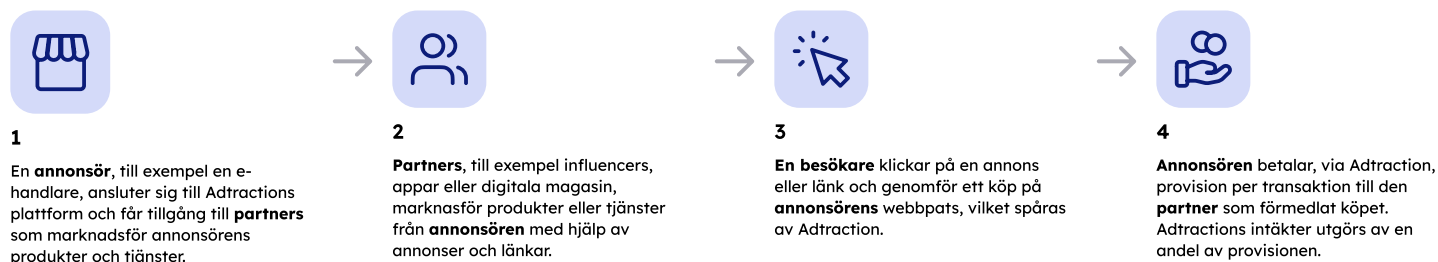 1
En annonsör, till exempel en e-
handlare, ansluter sig till Adtractions
plattform och får tillgång till partners
som marknadsför annonsörens
produkter och tjänster.
2
Partners, till exempel influencers,
appar eller digitala magasin,
marknasför produkter eller tjänster
från annonsören med hjälp av
annonser och länkar.
3
En besökare klickar på en annons
eller länk och genomför ett köp på
annonsörens webbpats, vilket spåras
av Adtraction.
4
Annonsören betalar, via Adtraction,
provision per transaktion till den
partner som förmedlat köpet.
Adtractions intäkter utgörs av en
andel av provisionen.